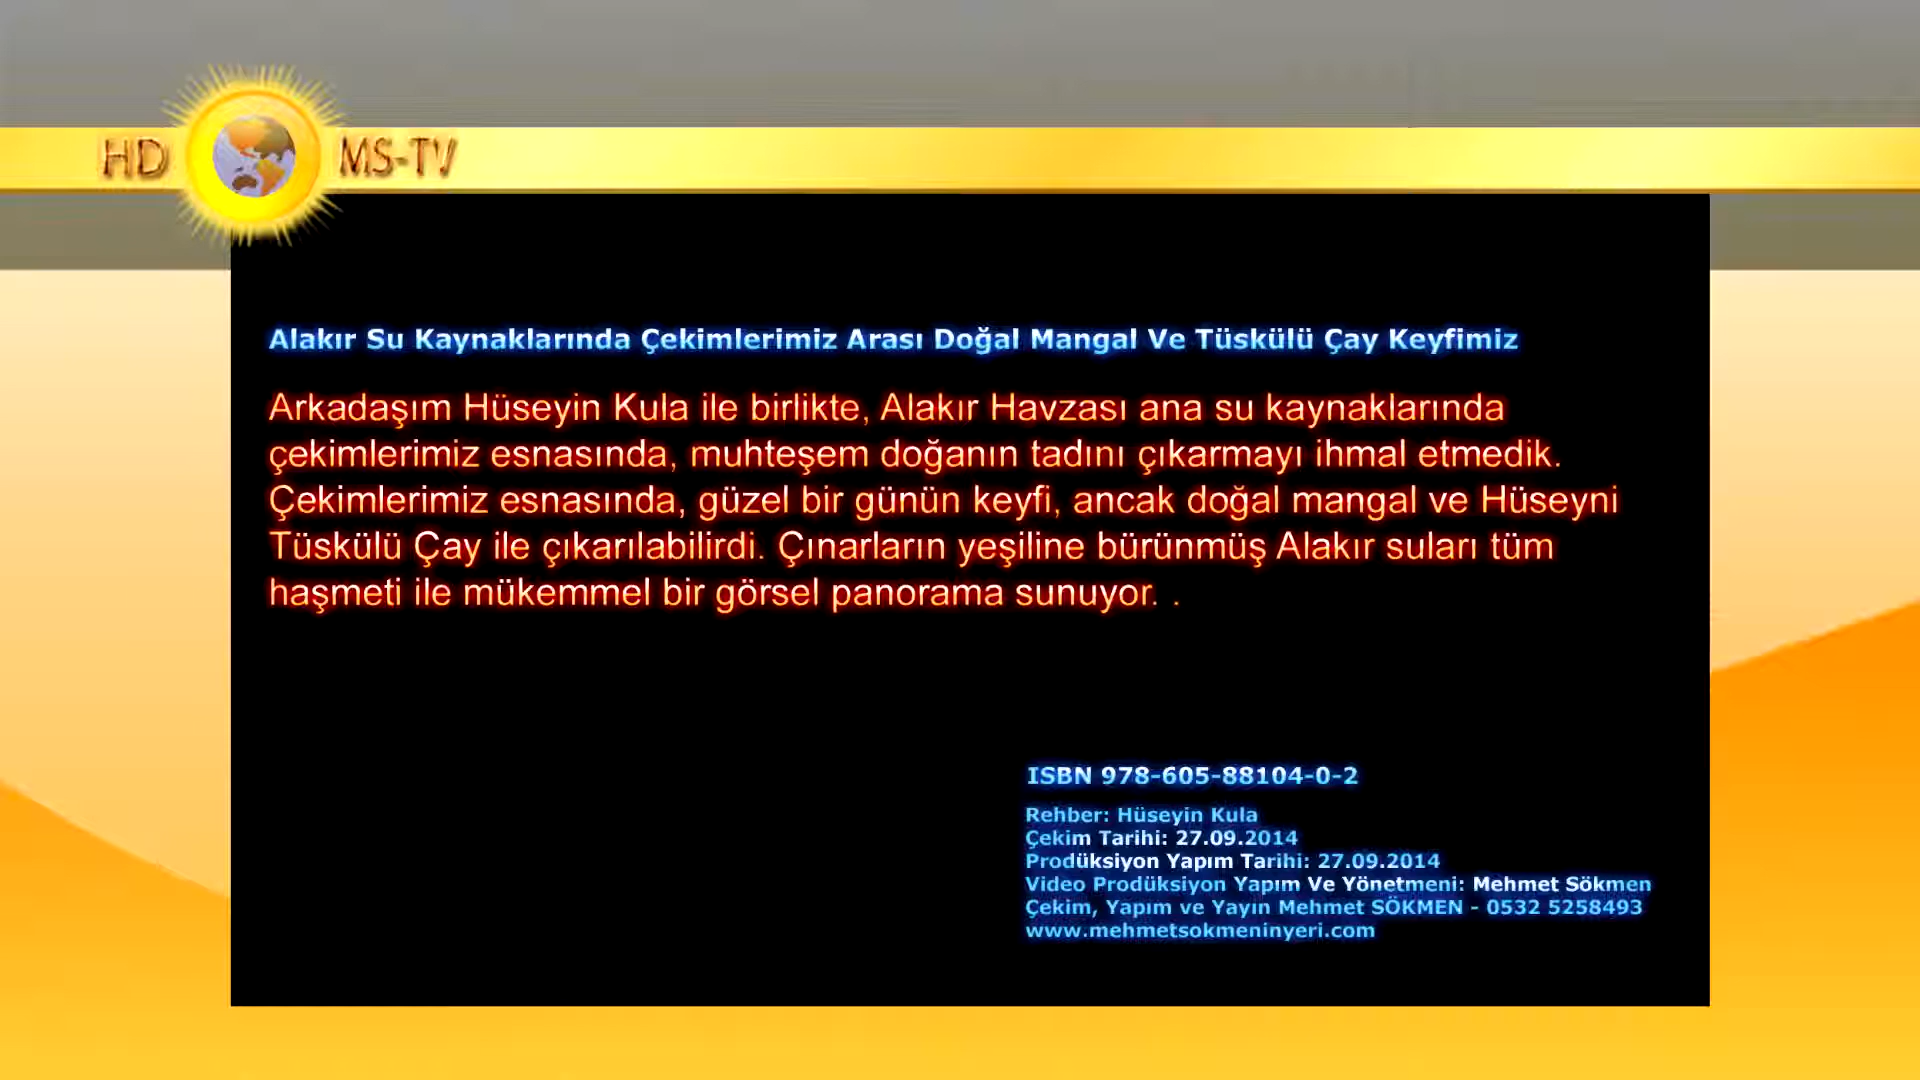 HD MS-TV
Alakır Su Kaynaklarında Çekimlerimiz Arası Doğal Mangal Ve Tüskülü Çay Keyfimiz
Arkadaşım Hüseyin Kula ile birlikte, Alakır Havzası ana su kaynaklarında
çekimlerimiz esnasında, muhteşem doğanın tadını çıkarmayı ihmal etmedik.
Çekimlerimiz esnasında, güzel bir günün keyfi, ancak doğal mangal ve Hüseyni
Tüskülü Çay ile çıkarılabilirdi. Çınarların yeşiline bürünmüş Alakır suları tüm
haşmeti ile mükemmel bir görsel panorama sunuyor. .
ISBN 978-605-88104-0-2
Rehber: Hüseyin Kula
Çekim Tarihi: 27.09.2014
Prodüksiyon Yapım Tarihi: 27.09.2014
Video Prodüksiyon Yapım Ve Yönetmeni: Mehmet Sökmen
Çekim, Yapım ve Yayın Mehmet SÖKMEN - 0532 5258493
www.mehmetsokmeninyeri.com